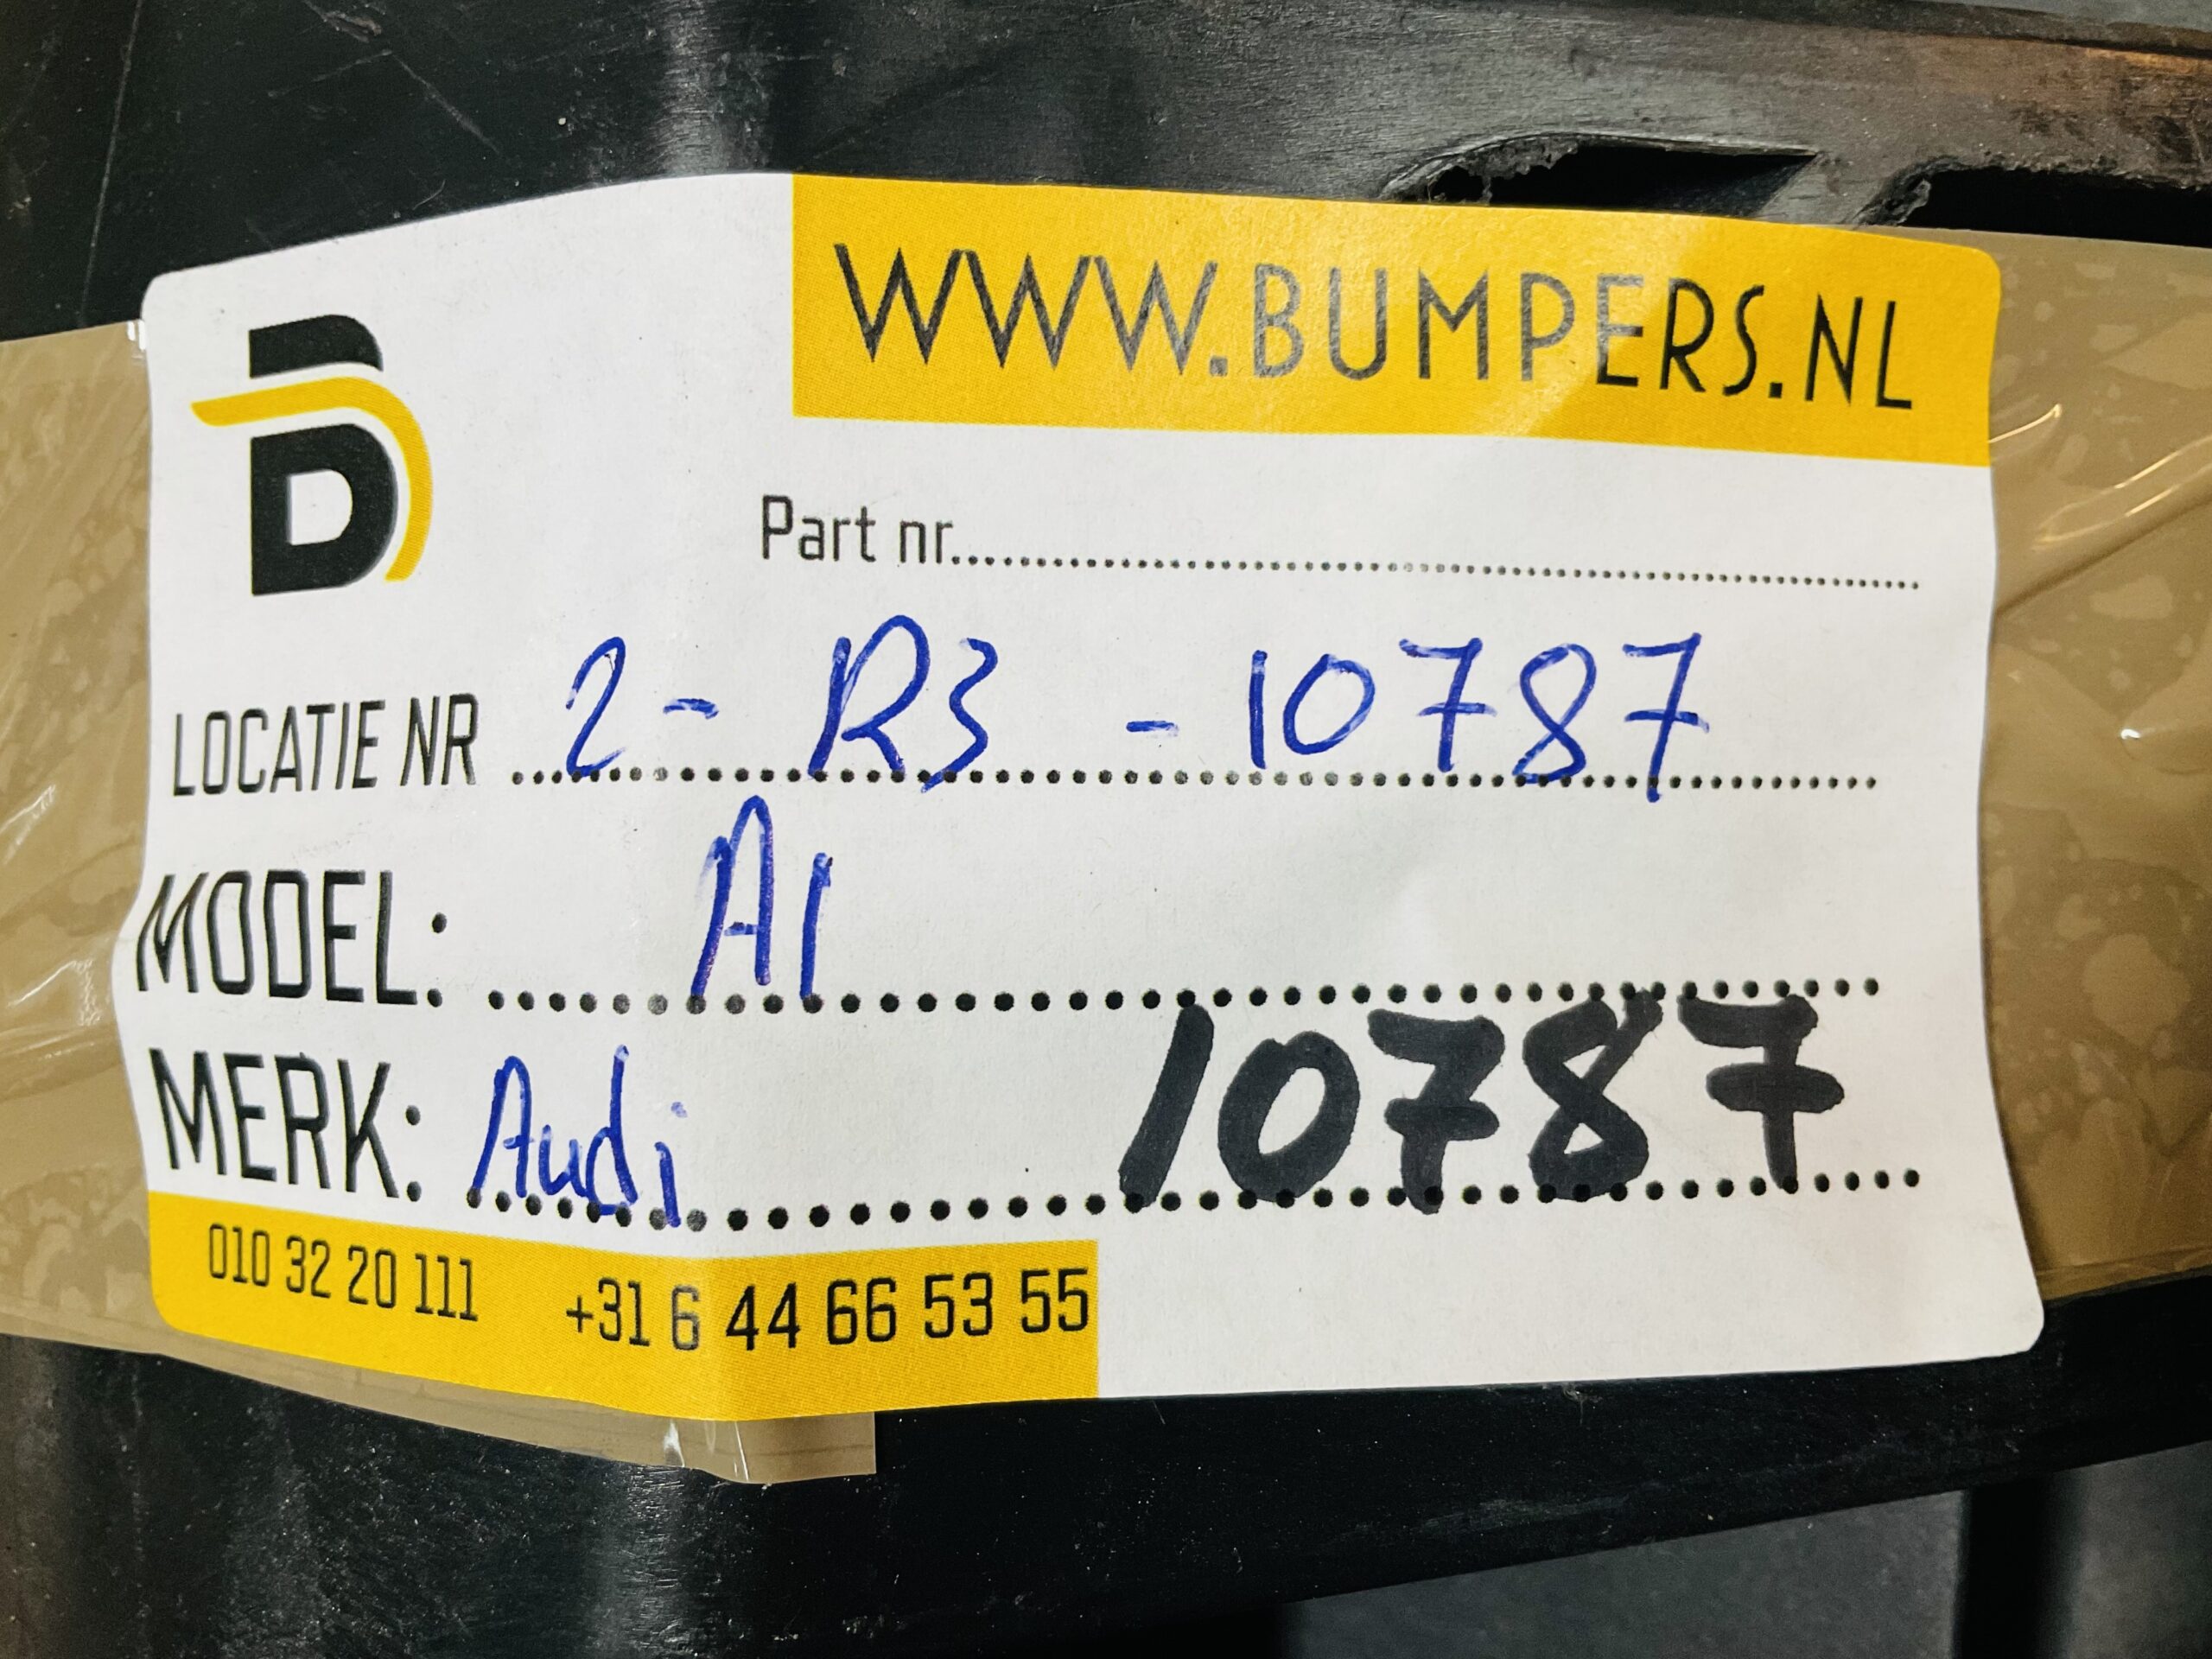 B
WWW.BUMPERS.NL
Part nr..........
LOCATIE NR 2 - R3 - 10787
MODEL: A1
MERK: Audi 10787
010 32 20 111 +31 6 44 66 53 55